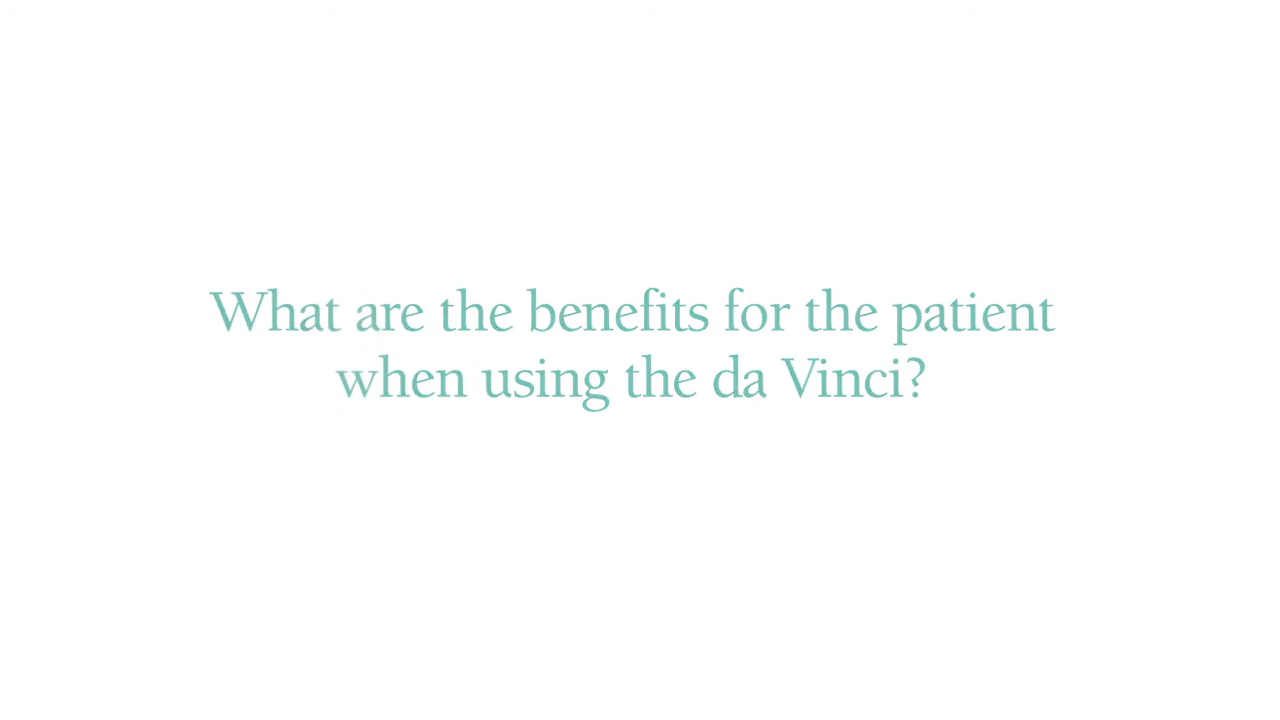 What are the benefits for the patient
when using the da Vinci?